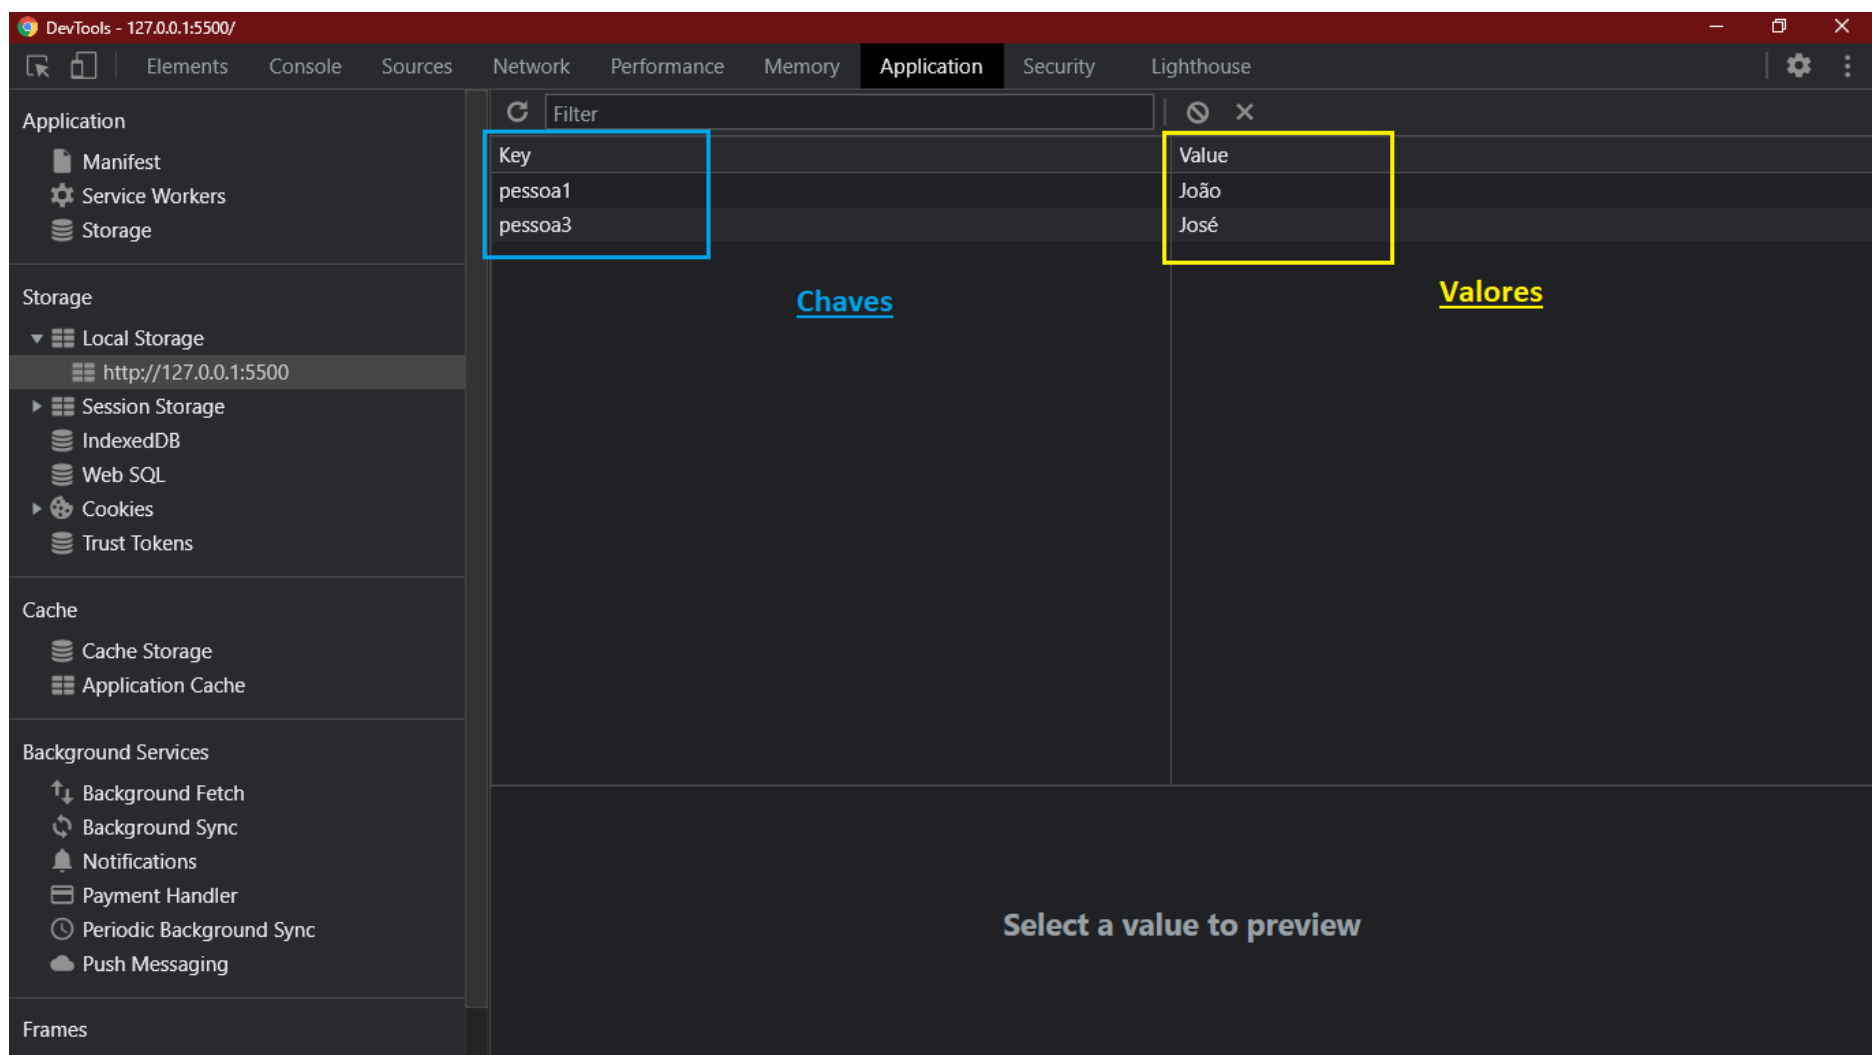 DevTools - 127.0.0.1:5500/
Elements Console Sources Network Performance Memory Application Security Lighthouse
Application
Manifest
Service Workers
Storage
Storage
Local Storage
http://127.0.0.1:5500
Session Storage
IndexedDB
Web SQL
Cookies
Trust Tokens
Cache
Cache Storage
Application Cache
Background Services
Background Fetch
Background Sync
Notifications
Payment Handler
Periodic Background Sync
Push Messaging
Frames
Filter
Key Value
pessoa1 João
pessoa3 José
Chaves Valores
Select a value to preview